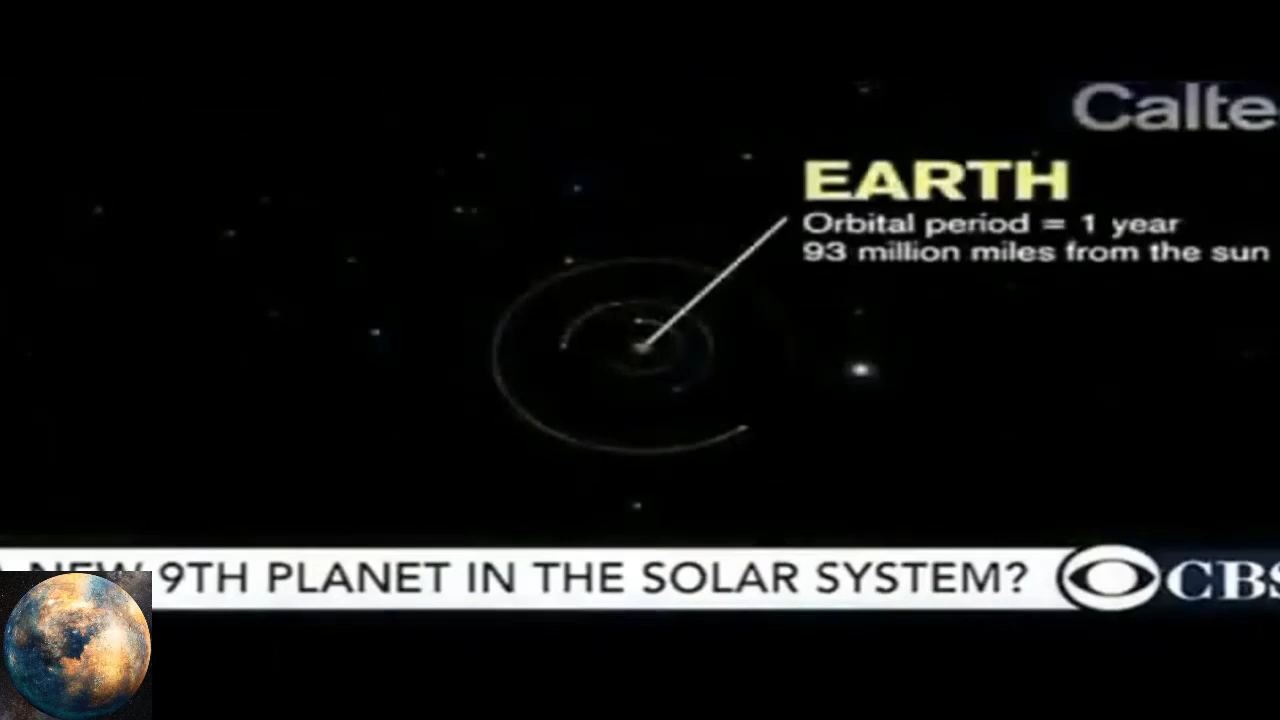 Calte
EARTH
Orbital period = 1 year
93 million miles from the sun
NEW 9TH PLANET IN THE SOLAR SYSTEM?
CBS